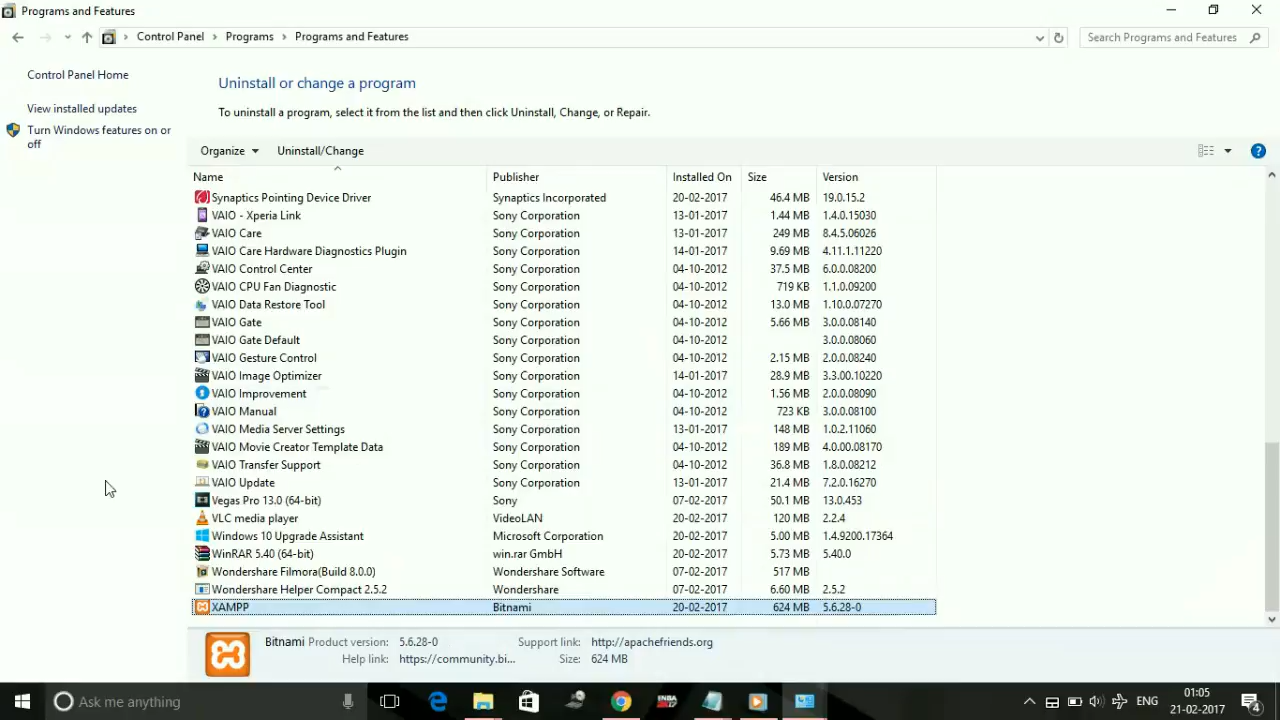 Programs and Features
Control Panel > Programs > Programs and Features
Search Programs and Features
Control Panel Home
View installed updates
Turn Windows features on or
off
Uninstall or change a program
To uninstall a program, select it from the list and then click Uninstall, Change, or Repair.
Organize Uninstall/Change
Name Publisher Installed On Size Version
Synaptics Pointing Device Driver Synaptics Incorporated 20-02-2017 46.4 MB 19.0.15.2
VAIO - Xperia Link Sony Corporation 13-01-2017 1.44 MB 1.4.0.15030
VAIO Care Sony Corporation 13-01-2017 249 MB 8.4.5.06026
VAIO Care Hardware Diagnostics Plugin Sony Corporation 14-01-2017 9.69 MB 4.11.1.11220
VAIO Control Center Sony Corporation 04-10-2012 37.5 MB 6.0.0.08200
VAIO CPU Fan Diagnostic Sony Corporation 04-10-2012 719 KB 1.1.0.09200
VAIO Data Restore Tool Sony Corporation 04-10-2012 13.0 MB 1.10.0.07270
VAIO Gate Sony Corporation 04-10-2012 5.66 MB 3.0.0.08140
VAIO Gate Default Sony Corporation 04-10-2012 3.0.0.08060
VAIO Gesture Control Sony Corporation 04-10-2012 2.15 MB 2.0.0.08240
VAIO Image Optimizer Sony Corporation 14-01-2017 28.9 MB 3.3.00.10220
VAIO Improvement Sony Corporation 04-10-2012 1.56 MB 2.0.0.08090
VAIO Manual Sony Corporation 04-10-2012 723 KB 3.0.0.08100
VAIO Media Server Settings Sony Corporation 13-01-2017 148 MB 1.0.2.11060
VAIO Movie Creator Template Data Sony Corporation 04-10-2012 189 MB 4.0.00.08170
VAIO Transfer Support Sony Corporation 04-10-2012 36.8 MB 1.8.0.08212
VAIO Update Sony Corporation 13-01-2017 21.4 MB 7.2.0.16270
Vegas Pro 13.0 (64-bit) Sony 07-02-2017 50.1 MB 13.0.453
VLC media player VideoLAN 20-02-2017 120 MB 2.2.4
Windows 10 Upgrade Assistant Microsoft Corporation 20-02-2017 5.00 MB 1.4.9200.17364
WinRAR 5.40 (64-bit) win.rar GmbH 20-02-2017 5.73 MB 5.40.0
Wondershare Filmora(Build 8.0.0) Wondershare Software 07-02-2017 517 MB
Wondershare Helper Compact 2.5.2 Wondershare 07-02-2017 6.60 MB 2.5.2
XAMPP Bitnami 20-02-2017 624 MB 5.6.28-0
Bitnami Product version: 5.6.28-0 Support link: http://apachefriends.org
Help link: https://community.bi... Size: 624 MB
Ask me anything
ENG
01:05
21-02-2017
4